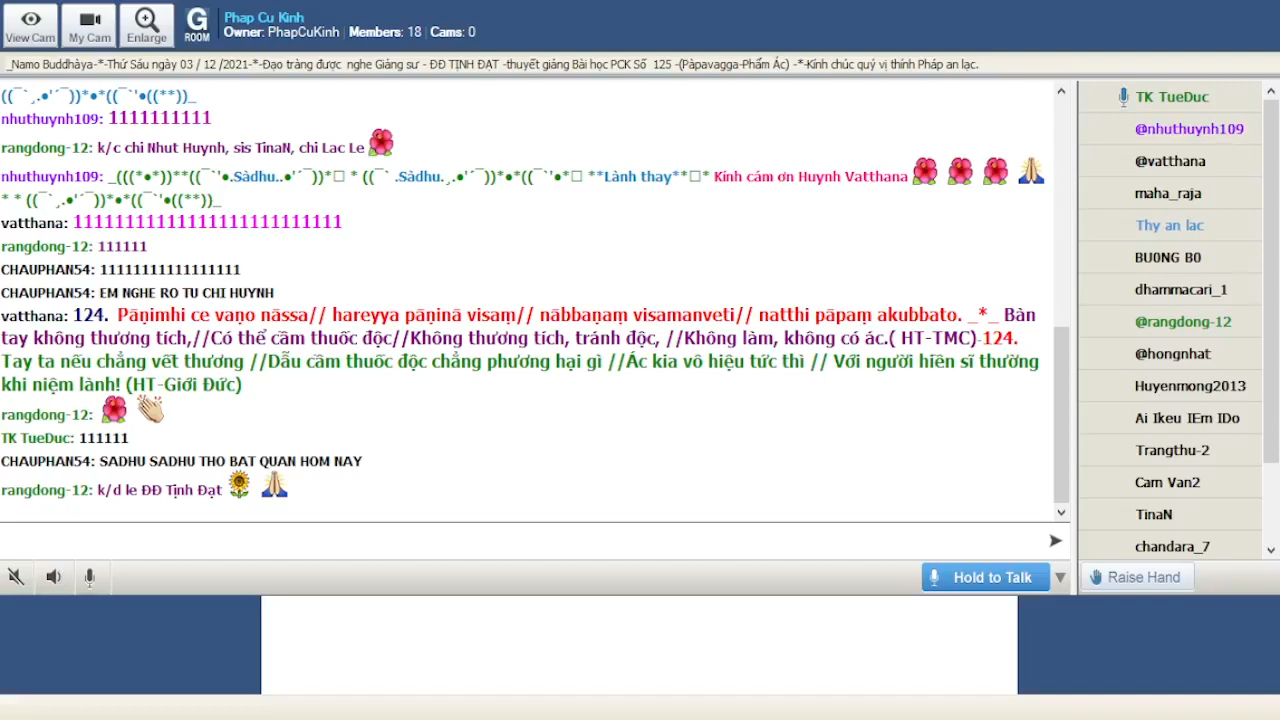 View Cam
My Cam
Enlarge
G
ROOM
Phap Cu Kinh
Owner: PhapCuKinh | Members: 18 | Cams: 0
_Namo Buddhàya-*-Thứ Sáu ngày 03 / 12 /2021-*-Đạo tràng được nghe Giảng sư - ĐĐ TỊNH ĐẠT -thuyết giảng Bài học PCK Số 125 -(Pàpavagga-Phẩm Ác) -*-Kính chúc quý vị thính Pháp an lạc.
((¯`¸.•'´¯))*•*((¯`'•((**))_
nhuthuynh109: 1111111111
rangdong-12: k/c chi Nhut Huynh, sis TinaN, chi Lac Le
nhuthuynh109: _(((*•*))**((¯`'•.Sàdhu..•'´¯))*□ * ((¯` .Sàdhu.¸.•'´¯))*•*((¯`'•*□ **Lành thay**□* Kính cám ơn Huynh Vatthana
* * ((¯`¸.•'´¯))*•*((¯`'•((**))_
vatthana: 11111111111111111111111111
rangdong-12: 111111
CHAUPHAN54: 11111111111111111
CHAUPHAN54: EM NGHE RO TU CHI HUYNH
vatthana: 124. Pāṇimhi ce vaṇo nāssa// hareyya pāṇinā visaṃ// nābbaṇaṃ visamanveti// natthi pāpaṃ akubbato. _*_ Bàn
tay không thương tích,//Có thể cầm thuốc độc//Không thương tích, tránh độc, //Không làm, không có ác.( HT-TMC)-124.
Tay ta nếu chẳng vết thương //Dẫu cầm thuốc độc chẳng phương hại gì //Ác kia vô hiệu tức thì // Với người hiền sĩ thường
khi niệm lành! (HT-Giới Đức)
rangdong-12:
TK TueDuc: 111111
CHAUPHAN54: SADHU SADHU THO BAT QUAN HOM NAY
rangdong-12: k/d le ĐĐ Tịnh Đạt
Hold to Talk
TK TueDuc
@nhuthuynh109
@vatthana
maha_raja
Thy an lac
BU0NG B0
dhammacari_1
@rangdong-12
@hongnhat
Huyenmong2013
Ai Ikeu IEm IDo
Trangthu-2
Cam Van2
TinaN
chandara_7
Raise Hand